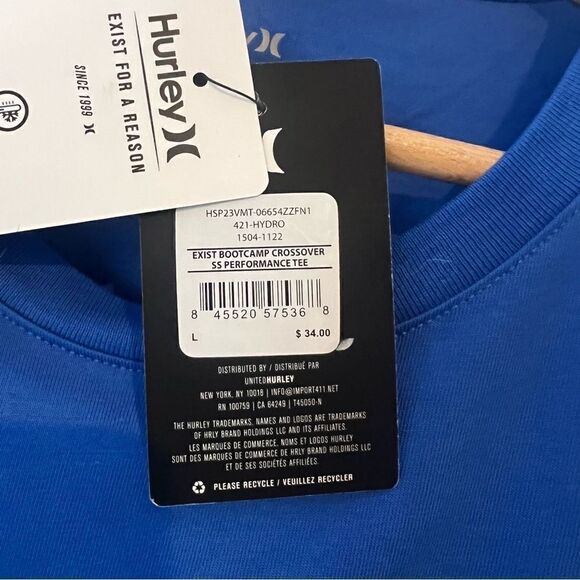 Hurley
EXIST FOR A REASON
SINCE 1999
HSP23VMT-06654ZZFN1
421-HYDRO
1504-1122
EXIST BOOTCAMP CROSSOVER
SS PERFORMANCE TEE
8 45520 57536 8
L $ 34.00
DISTRIBUTED BY / DISTRIBUÉ PAR
UNITEDHURLEY
NEW YORK, NY 10018 | INFO@IMPORT411.NET
RN 100759 | CA 64249 | T45050-N
THE HURLEY TRADEMARKS, NAMES AND LOGOS ARE TRADEMARKS
OF HRLY BRAND HOLDINGS LLC AND ITS AFFILIATES.
LES MARQUES DE COMMERCE, NOMS ET LOGOS HURLEY
SONT DES MARQUES DE COMMERCE DE HRLY BRAND HOLDINGS LLC
ET DE SES SOCIÉTÉS AFFILIÉES.
PLEASE RECYCLE / VEUILLEZ RECYCLER